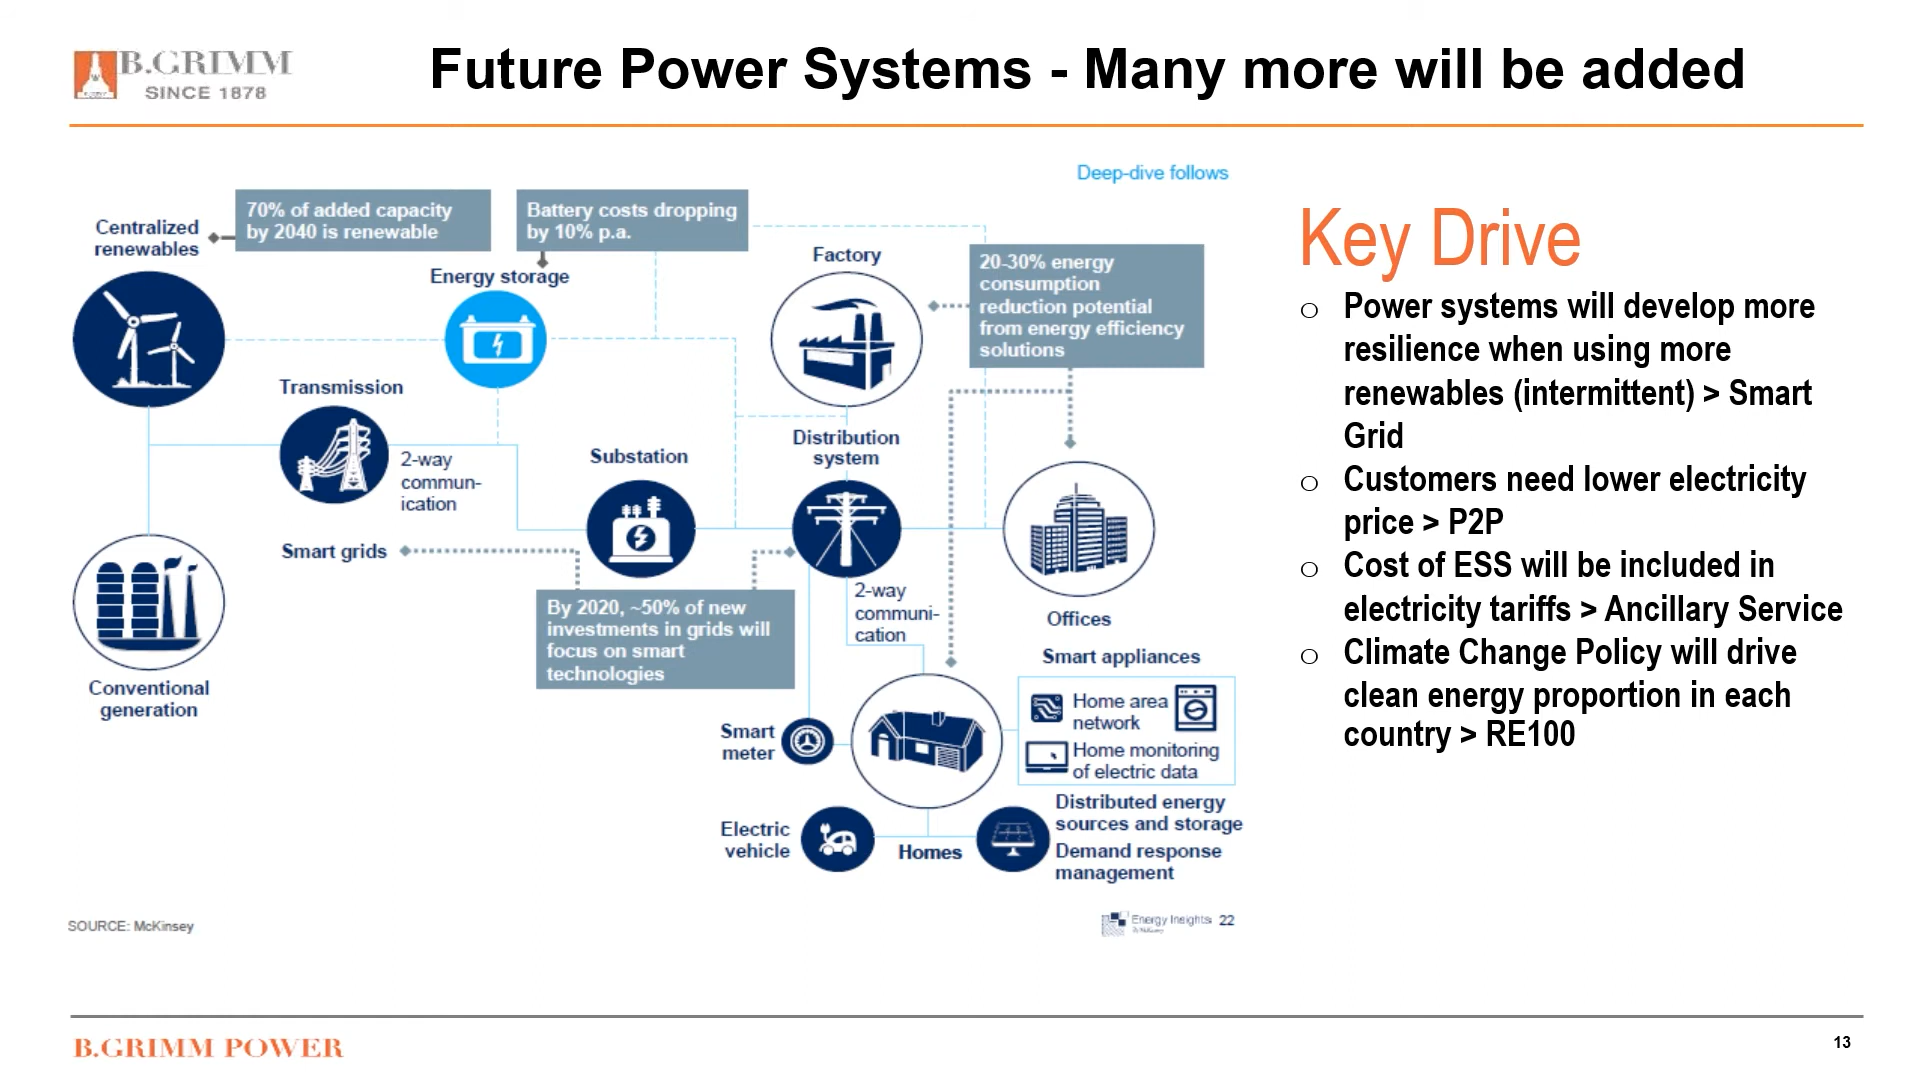 B.GRIMM
SINCE 1878
Future Power Systems - Many more will be added
Deep-dive follows
Centralized
renewables
70% of added capacity
by 2040 is renewable
Battery costs dropping
by 10% p.a.
Energy storage
Factory
20-30% energy
consumption
reduction potential
from energy efficiency
solutions
Transmission
2-way
commun-
ication
Substation
Distribution
system
Smart grids
By 2020, ~50% of new
investments in grids will
focus on smart
technologies
2-way
communi-
cation
Offices
Conventional
generation
Smart appliances
Home area
network
Home monitoring
of electric data
Smart
meter
Electric
vehicle
Homes
Distributed energy
sources and storage
Demand response
management
SOURCE: McKinsey
Energy Insights
By McKinsey
22
Key Drive
o Power systems will develop more
resilience when using more
renewables (intermittent) > Smart
Grid
o Customers need lower electricity
price > P2P
o Cost of ESS will be included in
electricity tariffs > Ancillary Service
o Climate Change Policy will drive
clean energy proportion in each
country > RE100
B.GRIMM POWER
13